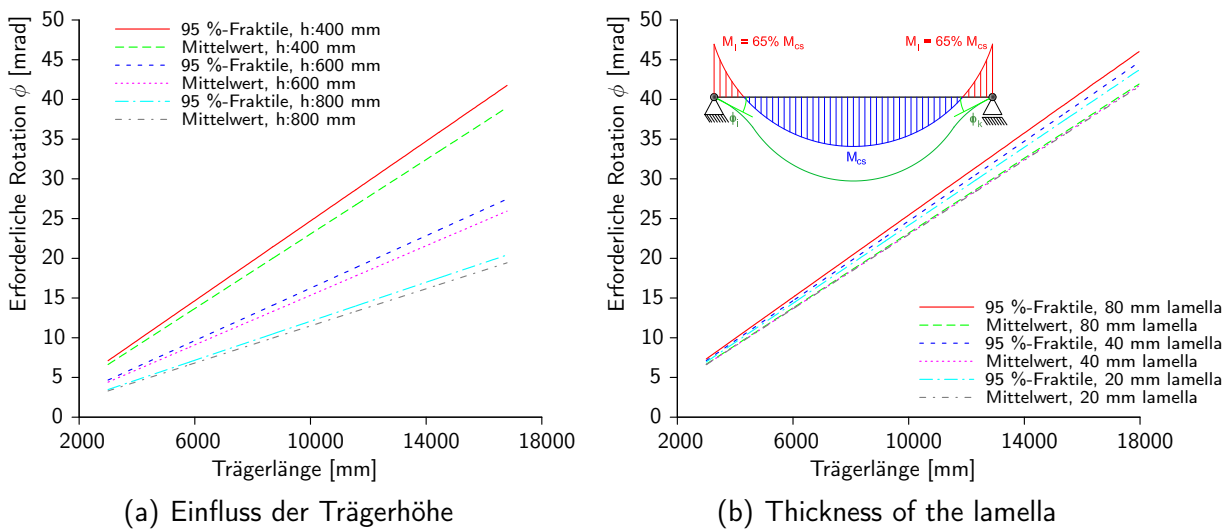 50
45
40
35
30
25
20
15
10
5
0
Erforderliche Rotation ϕ [mrad]
95 %-Fraktile, h:400 mm
Mittelwert, h:400 mm
95 %-Fraktile, h:600 mm
Mittelwert, h:600 mm
95 %-Fraktile, h:800 mm
Mittelwert, h:800 mm
2000 6000 10000 14000 18000
Trägerlänge [mm]
(a) Einfluss der Trägerhöhe
50
45
40
35
30
25
20
15
10
5
0
Erforderliche Rotation ϕ [mrad]
M_I = 65% M_cs M_I = 65% M_cs
ϕ_i ϕ_k
M_cs
95 %-Fraktile, 80 mm lamella
Mittelwert, 80 mm lamella
95 %-Fraktile, 40 mm lamella
Mittelwert, 40 mm lamella
95 %-Fraktile, 20 mm lamella
Mittelwert, 20 mm lamella
2000 6000 10000 14000 18000
Trägerlänge [mm]
(b) Thickness of the lamella